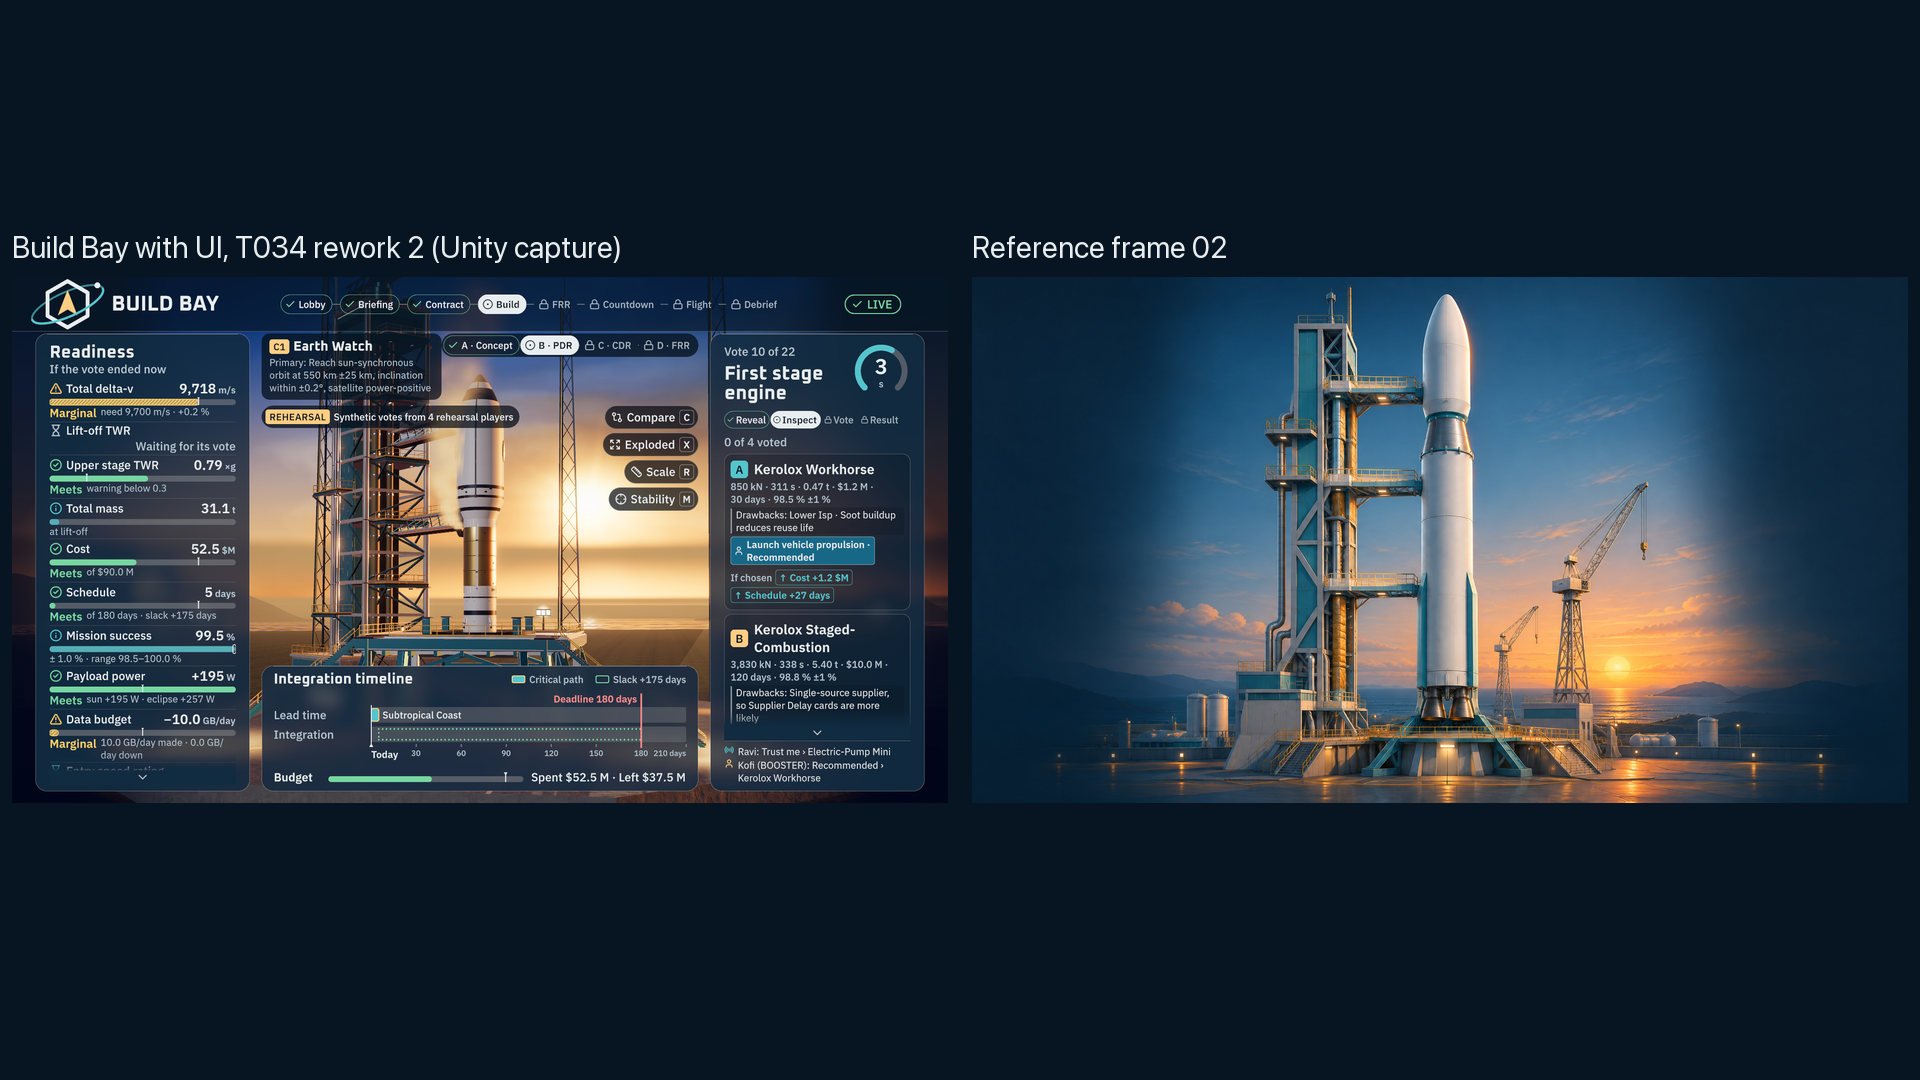 Build Bay with UI, T034 rework 2 (Unity capture)
Reference frame 02
BUILD BAY
Lobby
Briefing
Contract
Build
FRR
Countdown
Flight
Debrief
LIVE
Readiness
If the vote ended now
Total delta-v 9,718 m/s
Marginal need 9,700 m/s · +0.2 %
Lift-off TWR
Waiting for its vote
Upper stage TWR 0.79 ×g
Meets warning below 0.3
Total mass 31.1 t
at lift-off
Cost 52.5 $M
Meets of $90.0 M
Schedule 5 days
Meets of 180 days · slack +175 days
Mission success 99.5 %
± 1.0 % · range 98.5–100.0 %
Payload power +195 W
Meets sun +195 W · eclipse +257 W
Data budget −10.0 GB/day
Marginal 10.0 GB/day made · 0.0 GB/
day down
C1 Earth Watch
Primary: Reach sun-synchronous
orbit at 550 km ±25 km, inclination
within ±0.2°, satellite power-positive
A · Concept
B · PDR
C · CDR
D · FRR
REHEARSAL Synthetic votes from 4 rehearsal players
Compare C
Exploded X
Scale R
Stability M
Integration timeline
Critical path
Slack +175 days
Deadline 180 days
Lead time Subtropical Coast
Integration
Today 30 60 90 120 150 180 210 days
Budget Spent $52.5 M · Left $37.5 M
Vote 10 of 22
First stage
engine
3
s
Reveal
Inspect
Vote
Result
0 of 4 voted
A Kerolox Workhorse
850 kN · 311 s · 0.47 t · $1.2 M ·
30 days · 98.5 % ±1 %
Drawbacks: Lower Isp · Soot buildup
reduces reuse life
Launch vehicle propulsion ·
Recommended
If chosen ↑ Cost +1.2 $M
↑ Schedule +27 days
B Kerolox Staged-
Combustion
3,830 kN · 338 s · 5.40 t · $10.0 M ·
120 days · 98.8 % ±1 %
Drawbacks: Single-source supplier,
so Supplier Delay cards are more
likely
Ravi: Trust me › Electric-Pump Mini
Kofi (BOOSTER): Recommended ›
Kerolox Workhorse